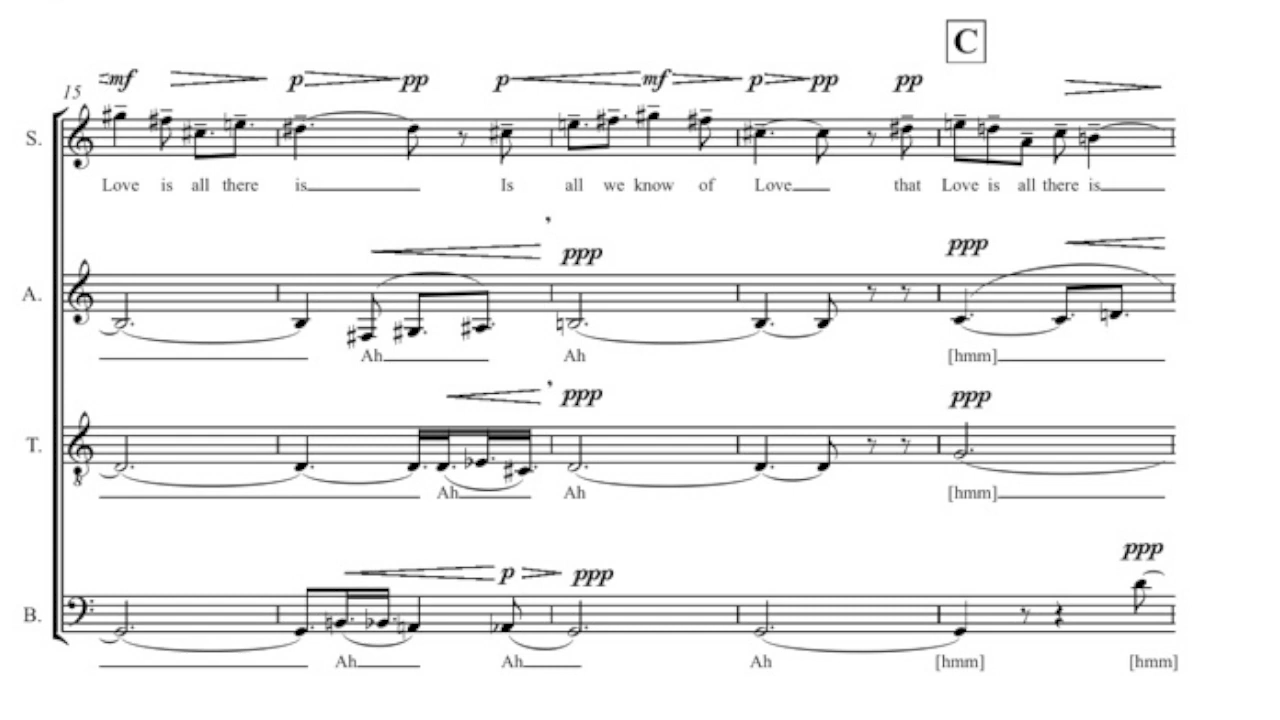 C
mf p pp p mf p pp pp
15
S.
Love is all there is Is all we know of Love that Love is all there is
ppp ppp
A.
Ah Ah [hmm]
ppp ppp
T.
8
Ah Ah [hmm]
ppp
p ppp
B.
Ah Ah Ah [hmm] [hmm]